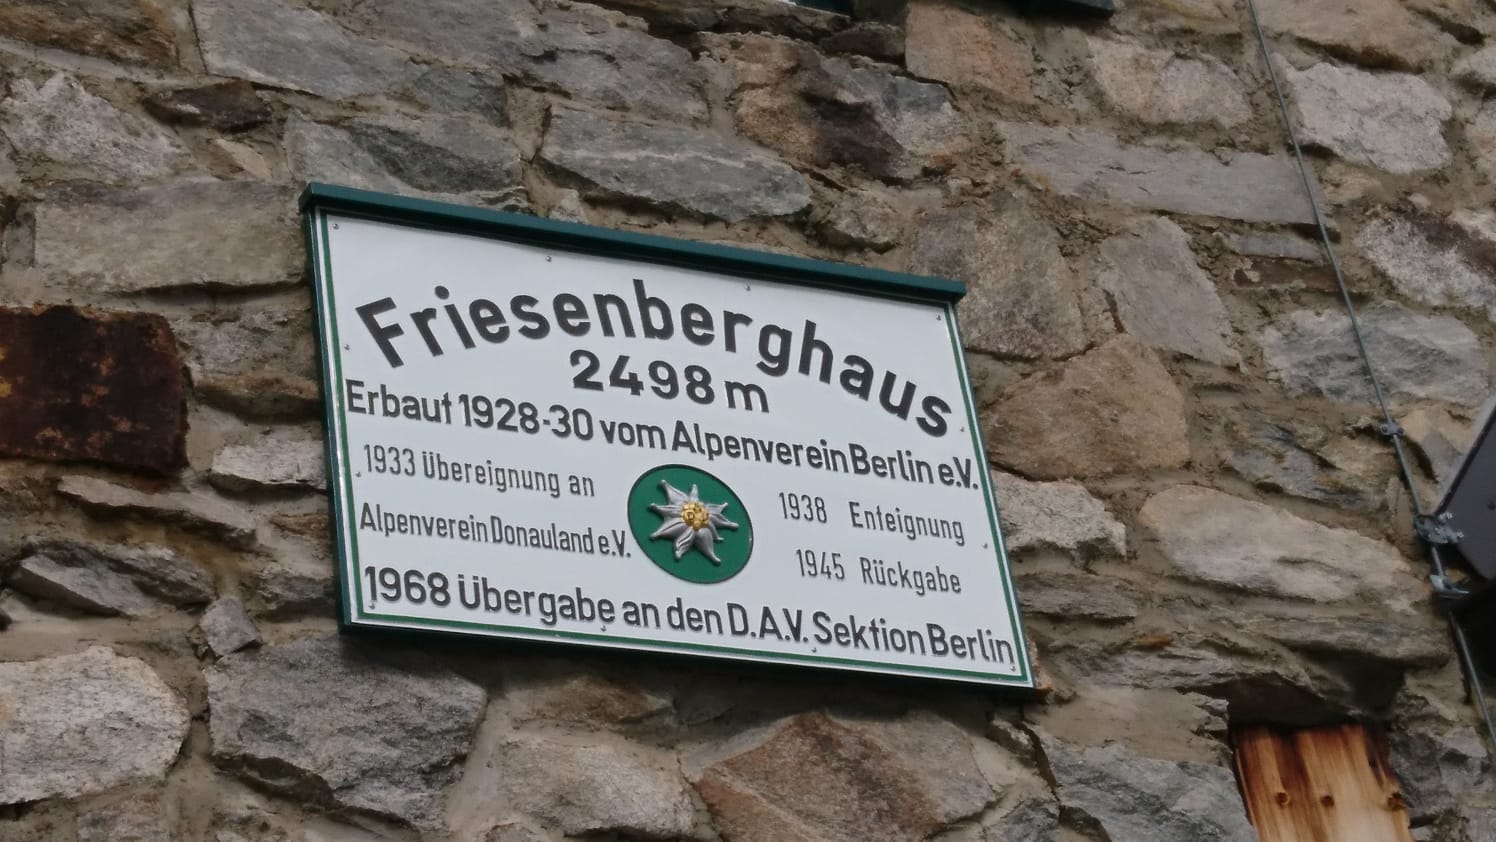 Friesenberghaus
2498 m
Erbaut 1928-30 vom Alpenverein Berlin e.V.
1933 Übereignung an
Alpenverein Donauland e.V.
1938 Enteignung
1945 Rückgabe
1968 Übergabe an den D.A.V. Sektion Berlin